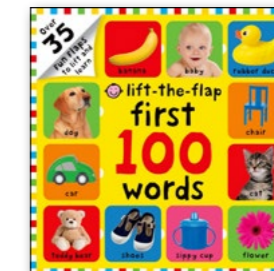 Over
35
fun flaps
to lift and
learn
banana
baby
rubber duck
lift-the-flap
first
100
words
dog
chair
car
cat
teddy bear
shoes
sippy cup
flower